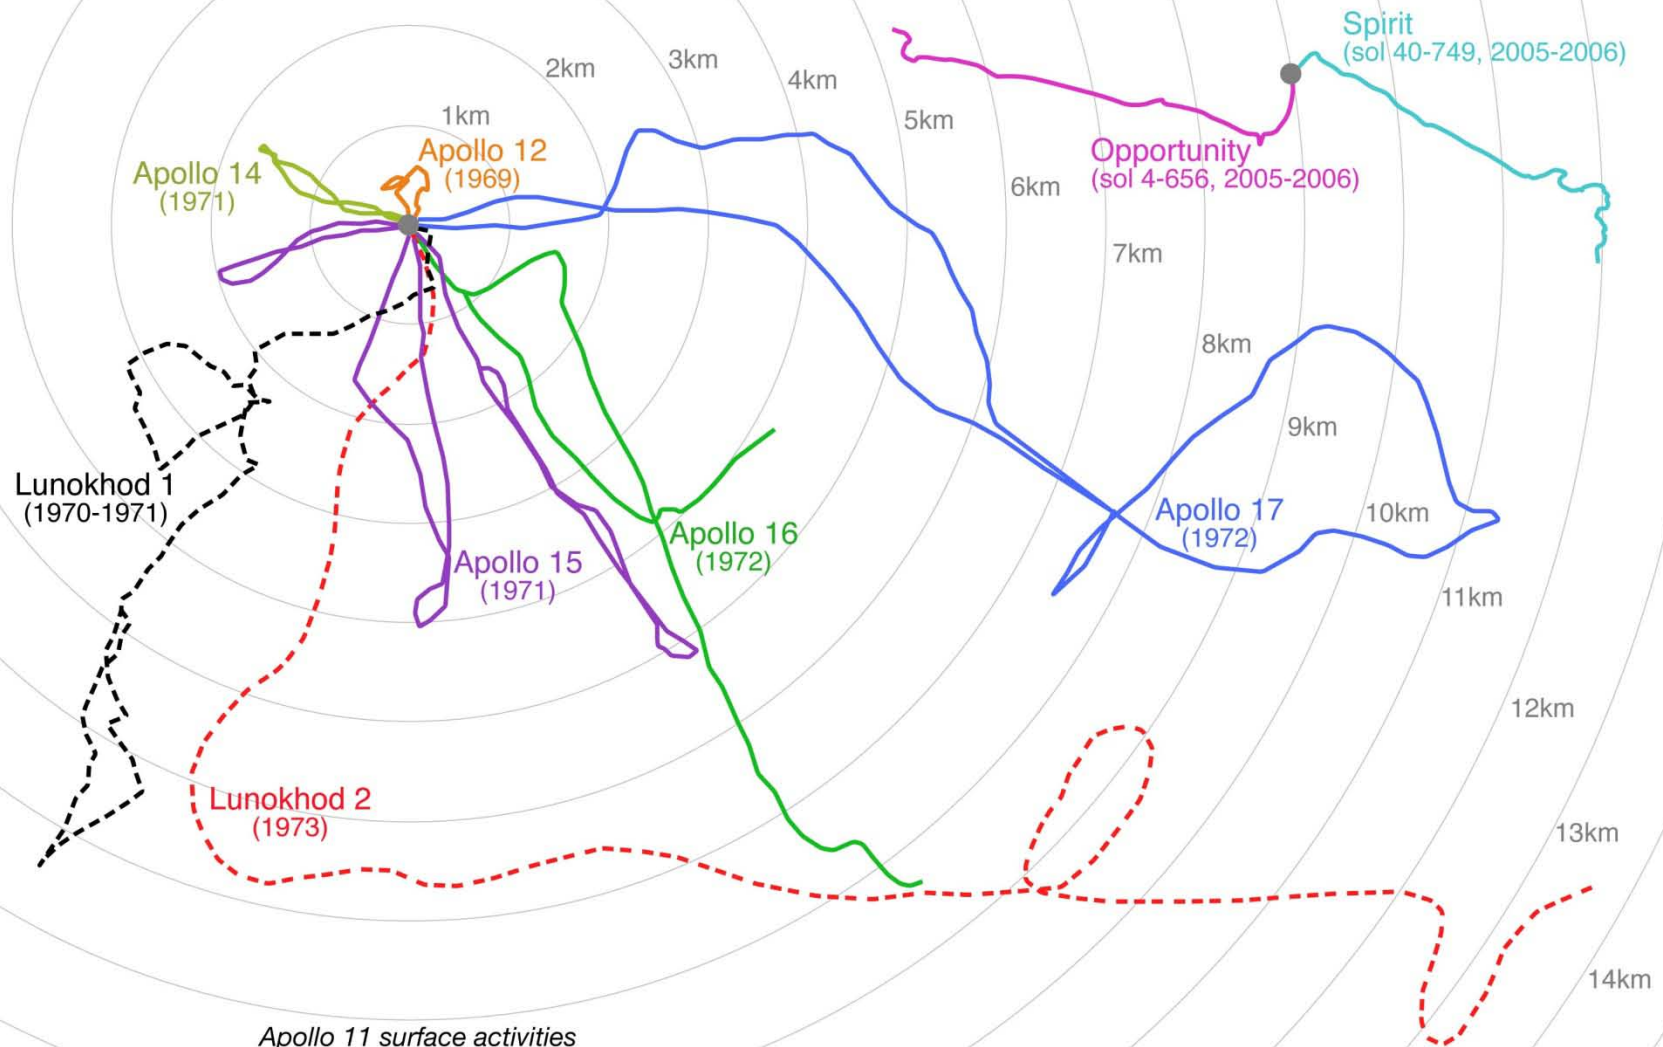 Spirit
(sol 40-749, 2005-2006)
2km
3km
4km
1km
5km
Apollo 12
(1969)
Opportunity
(sol 4-656, 2005-2006)
Apollo 14
(1971)
6km
7km
8km
9km
Lunokhod 1
(1970-1971)
Apollo 17
(1972)
10km
Apollo 16
(1972)
Apollo 15
(1971)
11km
12km
Lunokhod 2
(1973)
13km
14km
Apollo 11 surface activities